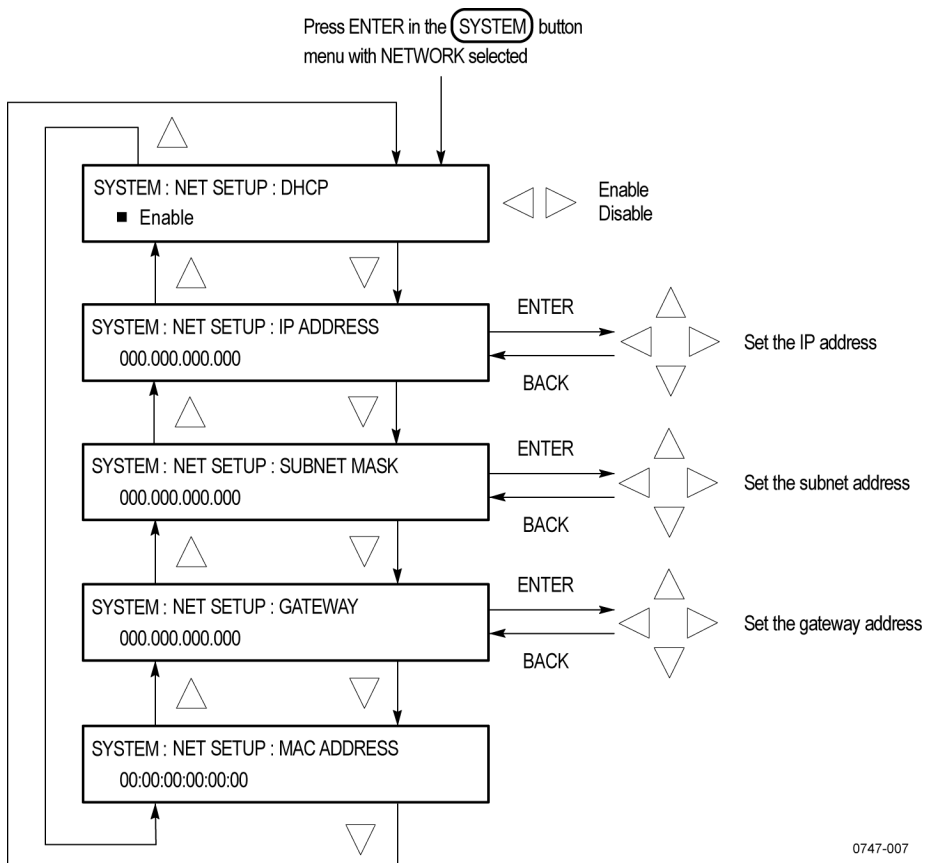 Press ENTER in the SYSTEM button
menu with NETWORK selected
SYSTEM : NET SETUP : DHCP
■ Enable
Enable
Disable
SYSTEM : NET SETUP : IP ADDRESS
000.000.000.000
ENTER
BACK
Set the IP address
SYSTEM : NET SETUP : SUBNET MASK
000.000.000.000
ENTER
BACK
Set the subnet address
SYSTEM : NET SETUP : GATEWAY
000.000.000.000
ENTER
BACK
Set the gateway address
SYSTEM : NET SETUP : MAC ADDRESS
00:00:00:00:00:00
0747-007